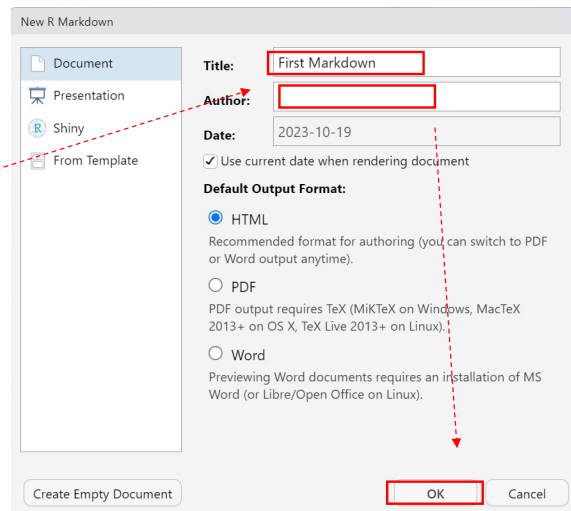 New R Markdown
Document
Presentation
R Shiny
From Template
Title: First Markdown
Author:
Date: 2023-10-19
Use current date when rendering document
Default Output Format:
HTML
Recommended format for authoring (you can switch to PDF
or Word output anytime).
PDF
PDF output requires TeX (MiKTeX on Windows, MacTeX
2013+ on OS X, TeX Live 2013+ on Linux).
Word
Previewing Word documents requires an installation of MS
Word (or Libre/Open Office on Linux).
Create Empty Document OK Cancel